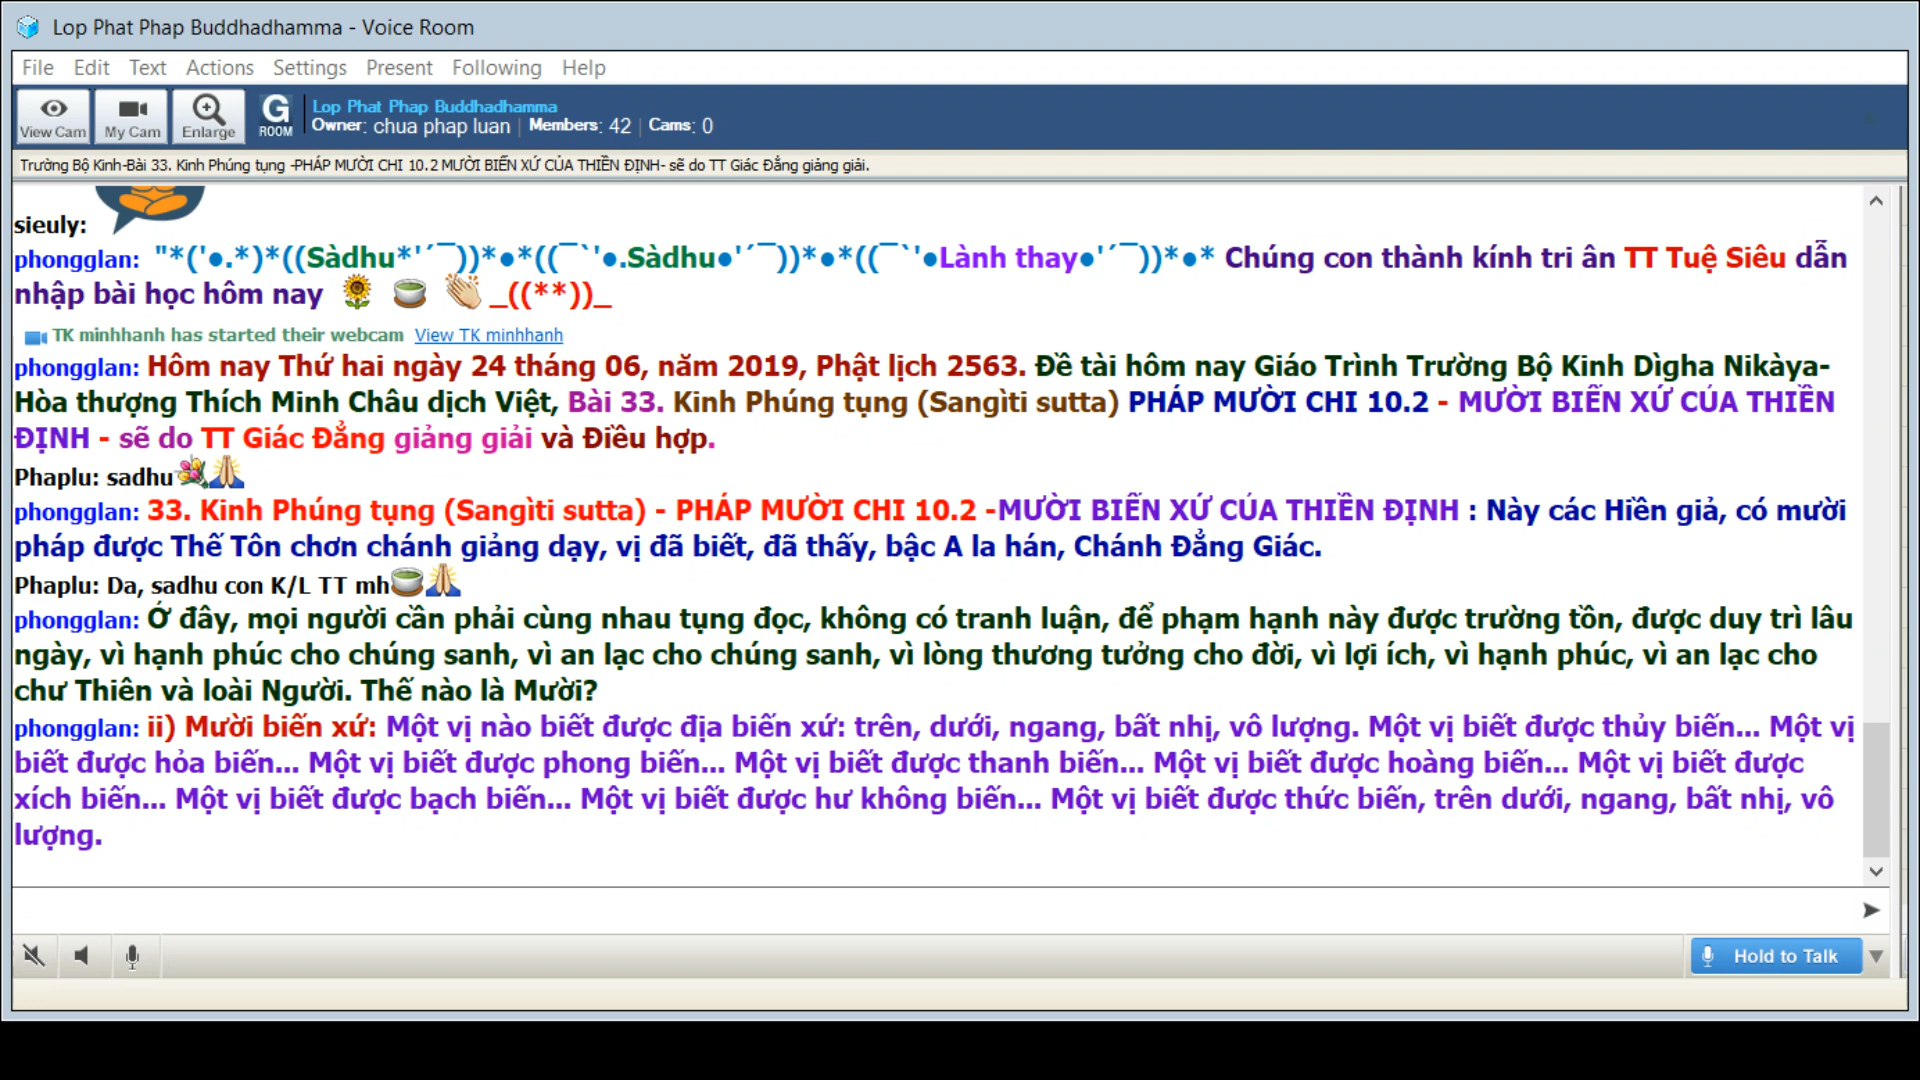 Lop Phat Phap Buddhadhamma - Voice Room
File Edit Text Actions Settings Present Following Help
View Cam My Cam Enlarge G ROOM Lop Phat Phap Buddhadhamma
Owner: chua phap luan | Members: 42 | Cams: 0
Trường Bộ Kinh-Bài 33. Kinh Phúng tụng -PHÁP MƯỜI CHI 10.2 MƯỜI BIẾN XỨ CỦA THIỀN ĐỊNH- sẽ do TT Giác Đẳng giảng giải.
sieuly:
phongglan: "*('●.*)*((Sàdhu*'´¯))*●*((¯`'●.Sàdhu●'´¯))*●*((¯`'●Lành thay●'´¯))*●* Chúng con thành kính tri ân TT Tuệ Siêu dẫn
nhập bài học hôm nay 🌻 🍵 👏 _((**))_
TK minhhanh has started their webcam View TK minhhanh
phongglan: Hôm nay Thứ hai ngày 24 tháng 06, năm 2019, Phật lịch 2563. Đề tài hôm nay Giáo Trình Trường Bộ Kinh Dìgha Nikàya-
Hòa thượng Thích Minh Châu dịch Việt, Bài 33. Kinh Phúng tụng (Sangìti sutta) PHÁP MƯỜI CHI 10.2 - MƯỜI BIẾN XỨ CỦA THIỀN
ĐỊNH - sẽ do TT Giác Đẳng giảng giải và Điều hợp.
Phaplu: sadhu💐🙏
phongglan: 33. Kinh Phúng tụng (Sangìti sutta) - PHÁP MƯỜI CHI 10.2 -MƯỜI BIẾN XỨ CỦA THIỀN ĐỊNH : Này các Hiền giả, có mười
pháp được Thế Tôn chơn chánh giảng dạy, vị đã biết, đã thấy, bậc A la hán, Chánh Đẳng Giác.
Phaplu: Da, sadhu con K/L TT mh🍵🙏
phongglan: Ở đây, mọi người cần phải cùng nhau tụng đọc, không có tranh luận, để phạm hạnh này được trường tồn, được duy trì lâu
ngày, vì hạnh phúc cho chúng sanh, vì an lạc cho chúng sanh, vì lòng thương tưởng cho đời, vì lợi ích, vì hạnh phúc, vì an lạc cho
chư Thiên và loài Người. Thế nào là Mười?
phongglan: ii) Mười biến xứ: Một vị nào biết được địa biến xứ: trên, dưới, ngang, bất nhị, vô lượng. Một vị biết được thủy biến... Một vị
biết được hỏa biến... Một vị biết được phong biến... Một vị biết được thanh biến... Một vị biết được hoàng biến... Một vị biết được
xích biến... Một vị biết được bạch biến... Một vị biết được hư không biến... Một vị biết được thức biến, trên dưới, ngang, bất nhị, vô
lượng.
Hold to Talk